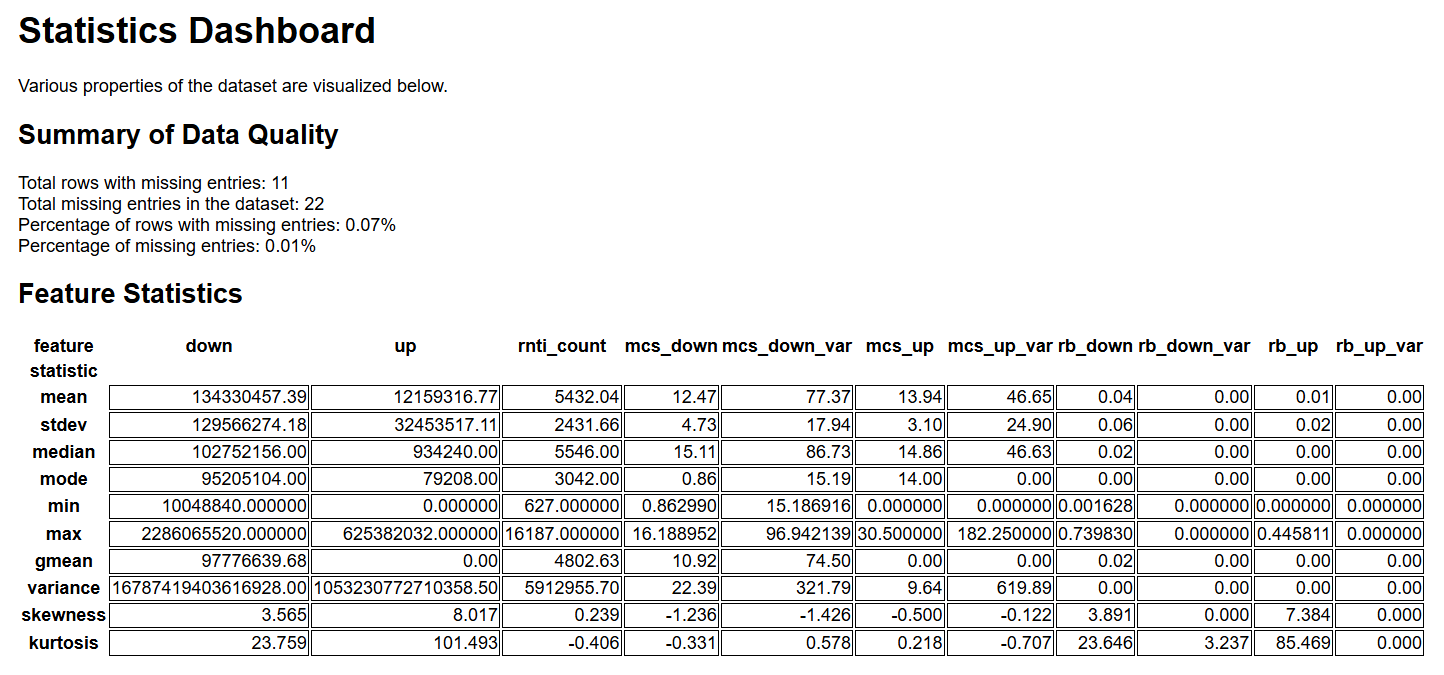 Statistics Dashboard
Various properties of the dataset are visualized below.
Summary of Data Quality
Total rows with missing entries: 11
Total missing entries in the dataset: 22
Percentage of rows with missing entries: 0.07%
Percentage of missing entries: 0.01%
Feature Statistics
feature down up rnti_count mcs_down mcs_down_var mcs_up mcs_up_var rb_down rb_down_var rb_up rb_up_var
statistic
mean 134330457.39 12159316.77 5432.04 12.47 77.37 13.94 46.65 0.04 0.00 0.01 0.00
stdev 129566274.18 32453517.11 2431.66 4.73 17.94 3.10 24.90 0.06 0.00 0.02 0.00
median 102752156.00 934240.00 5546.00 15.11 86.73 14.86 46.63 0.02 0.00 0.00 0.00
mode 95205104.00 79208.00 3042.00 0.86 15.19 14.00 0.00 0.00 0.00 0.00 0.00
min 10048840.000000 0.000000 627.000000 0.862990 15.186916 0.000000 0.000000 0.001628 0.000000 0.000000 0.000000
max 2286065520.000000 625382032.000000 16187.000000 16.188952 96.942139 30.500000 182.250000 0.739830 0.000000 0.445811 0.000000
gmean 97776639.68 0.00 4802.63 10.92 74.50 0.00 0.00 0.02 0.00 0.00 0.00
variance 16787419403616928.00 1053230772710358.50 5912955.70 22.39 321.79 9.64 619.89 0.00 0.00 0.00 0.00
skewness 3.565 8.017 0.239 -1.236 -1.426 -0.500 -0.122 3.891 0.000 7.384 0.000
kurtosis 23.759 101.493 -0.406 -0.331 0.578 0.218 -0.707 23.646 3.237 85.469 0.000